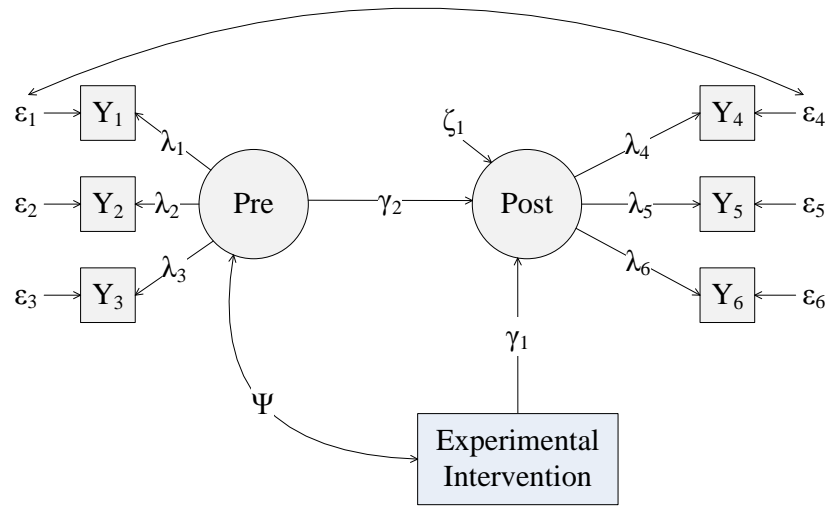 ε₁ Y₁ λ₁ ζ₁ λ₄ Y₄ ε₄
ε₂ Y₂ λ₂ Pre γ₂ Post λ₅ Y₅ ε₅
ε₃ Y₃ λ₃ λ₆ Y₆ ε₆
γ₁
Ψ
Experimental
Intervention